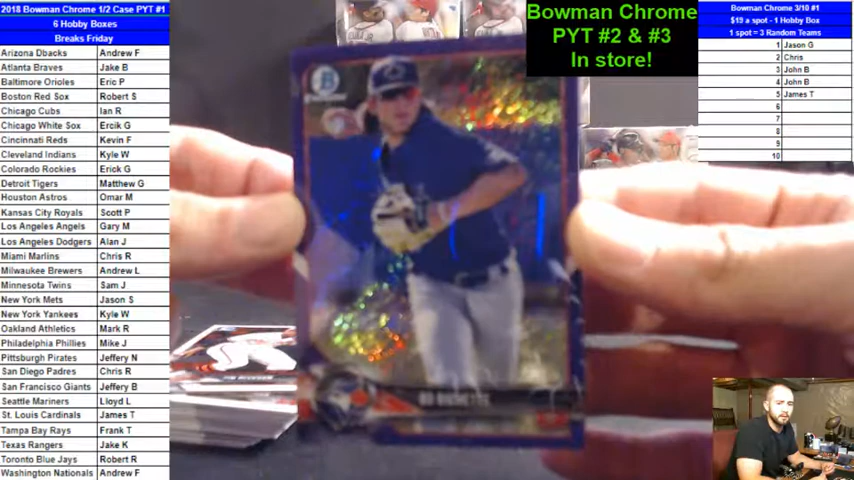 2018 Bowman Chrome 1/2 Case PYT #1
6 Hobby Boxes
Breaks Friday
Arizona Dbacks Andrew F
Atlanta Braves Jake B
Baltimore Orioles Eric P
Boston Red Sox Robert S
Chicago Cubs Ian R
Chicago White Sox Ercik G
Cincinnati Reds Kevin F
Cleveland Indians Kyle W
Colorado Rockies Erick G
Detroit Tigers Matthew G
Houston Astros Omar M
Kansas City Royals Scott P
Los Angeles Angels Gary M
Los Angeles Dodgers Alan J
Miami Marlins Chris R
Milwaukee Brewers Andrew L
Minnesota Twins Sam J
New York Mets Jason S
New York Yankees Kyle W
Oakland Athletics Mark R
Philadelphia Phillies Mike J
Pittsburgh Pirates Jeffery N
San Diego Padres Chris R
San Francisco Giants Jeffery B
Seattle Mariners Lloyd L
St. Louis Cardinals James T
Tampa Bay Rays Frank T
Texas Rangers Jake K
Toronto Blue Jays Robert R
Washington Nationals Andrew F
Bowman Chrome
PYT #2 & #3
In store!
Bowman Chrome 3/10 #1
$19 a spot - 1 Hobby Box
1 spot = 3 Random Teams
1 Jason G
2 Chris
3 John B
4 John B
5 James T
6
7
8
9
10
B
BO BICHETTE